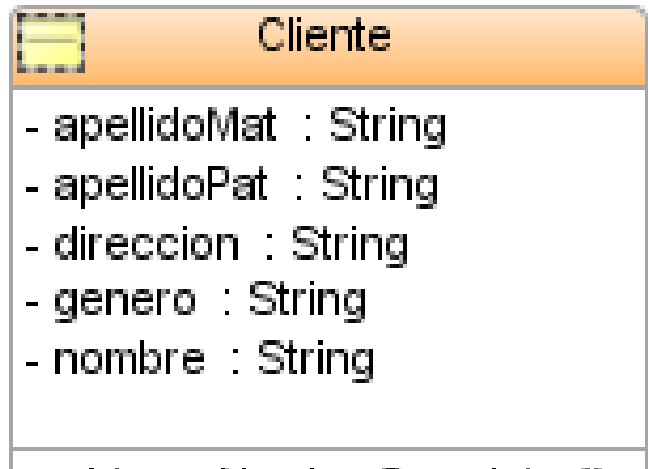 Cliente
- apellidoMat : String
- apellidoPat : String
- direccion : String
- genero : String
- nombre : String